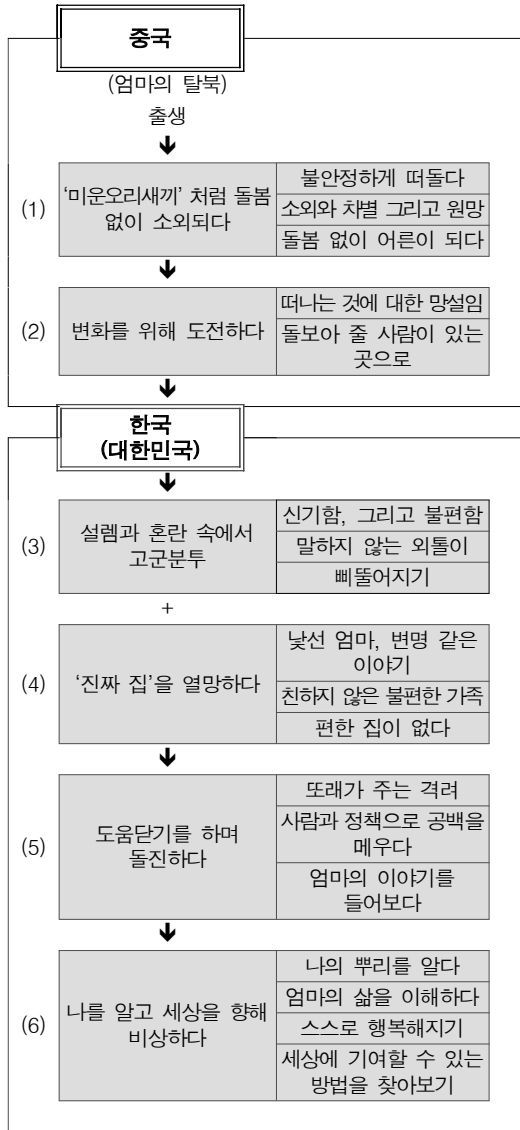 중국
(엄마의 탈북)
출생
(1)
‘미운오리새끼’ 처럼 돌봄
없이 소외되다
불안정하게 떠돌다
소외와 차별 그리고 원망
돌봄 없이 어른이 되다
(2)
변화를 위해 도전하다
떠나는 것에 대한 망설임
돌보아 줄 사람이 있는
곳으로
한국
(대한민국)
(3)
설렘과 혼란 속에서
고군분투
신기함, 그리고 불편함
말하지 않는 외톨이
삐뚤어지기
+
(4)
‘진짜 집’을 열망하다
낯선 엄마, 변명 같은
이야기
친하지 않은 불편한 가족
편한 집이 없다
(5)
도움닫기를 하며
돌진하다
또래가 주는 격려
사람과 정책으로 공백을
메우다
엄마의 이야기를
들어보다
(6)
나를 알고 세상을 향해
비상하다
나의 뿌리를 알다
엄마의 삶을 이해하다
스스로 행복해지기
세상에 기여할 수 있는
방법을 찾아보기